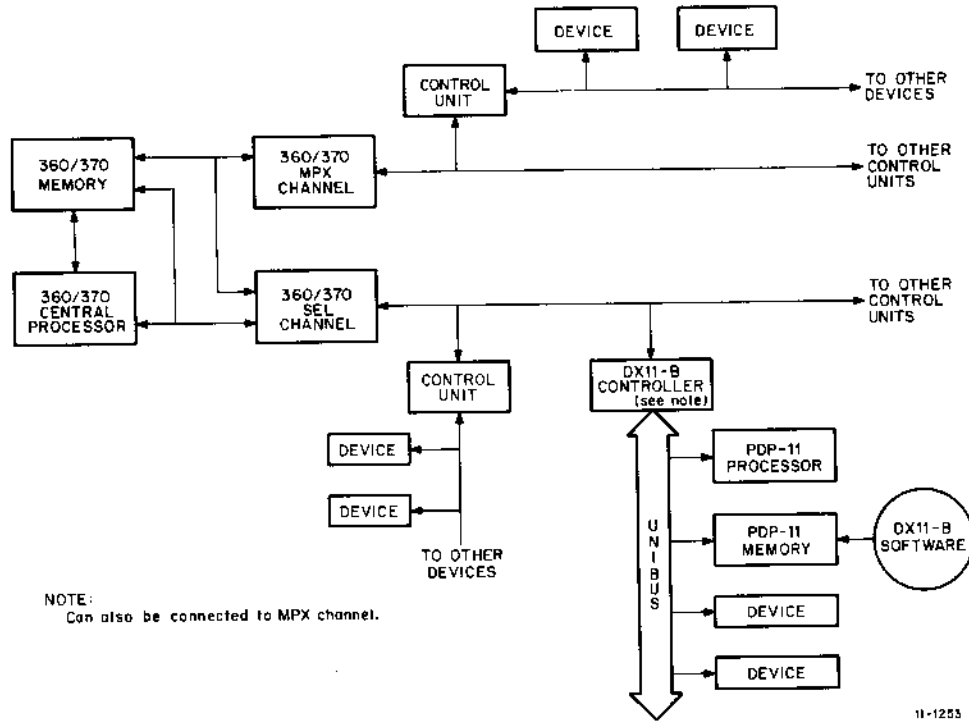 DEVICE
DEVICE
CONTROL
UNIT
TO OTHER
DEVICES
360/370
MEMORY
360/370
MPX
CHANNEL
TO OTHER
CONTROL
UNITS
360/370
CENTRAL
PROCESSOR
360/370
SEL
CHANNEL
TO OTHER
CONTROL
UNITS
CONTROL
UNIT
DX11-B
CONTROLLER
(see note)
DEVICE
DEVICE
TO OTHER
DEVICES
UNIBUS
PDP-11
PROCESSOR
PDP-11
MEMORY
DX11-B
SOFTWARE
DEVICE
DEVICE
NOTE:
Can also be connected to MPX channel.
11-1253